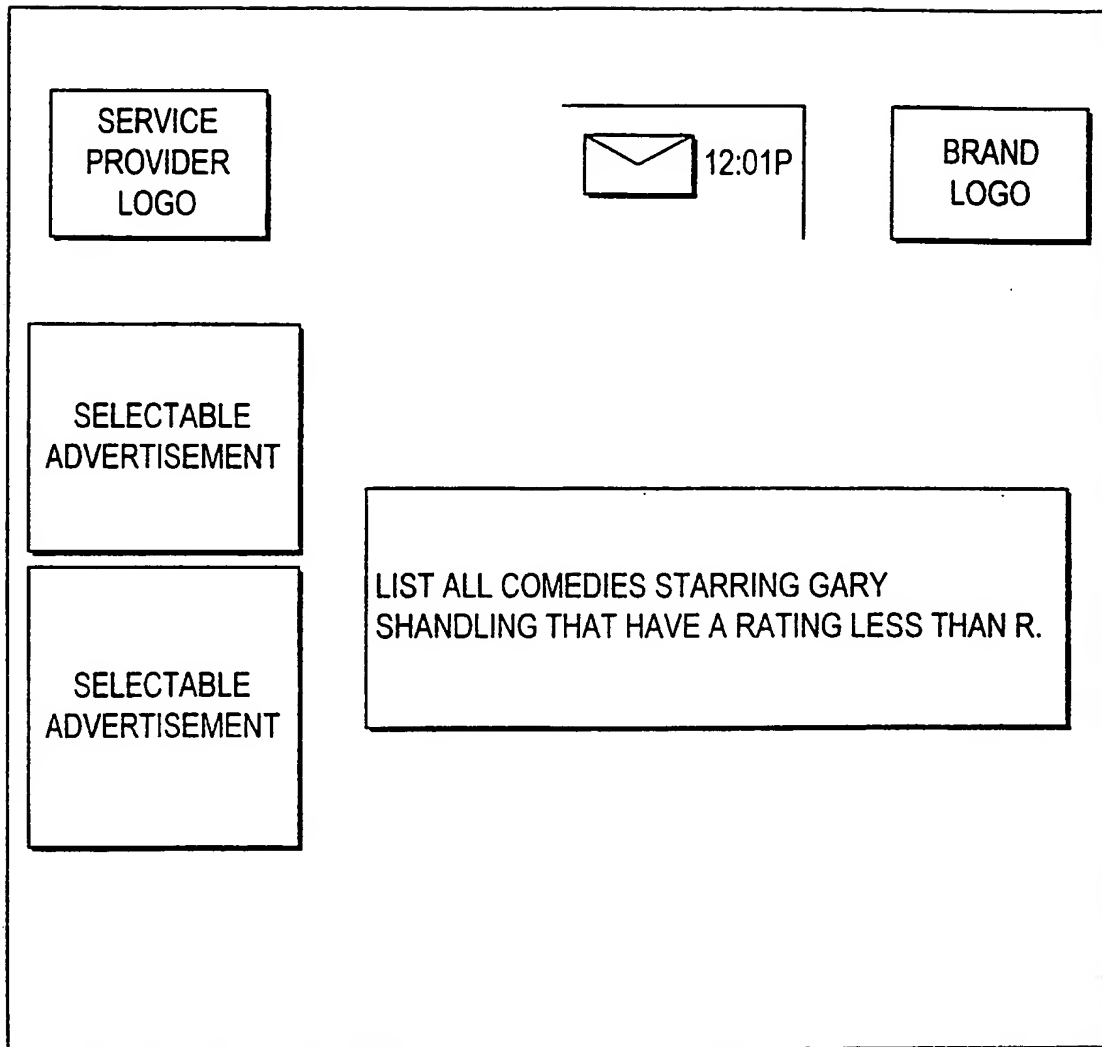 SERVICE
PROVIDER
LOGO
12:01P
BRAND
LOGO
SELECTABLE
ADVERTISEMENT
LIST ALL COMEDIES STARRING GARY
SHANDLING THAT HAVE A RATING LESS THAN R.
SELECTABLE
ADVERTISEMENT